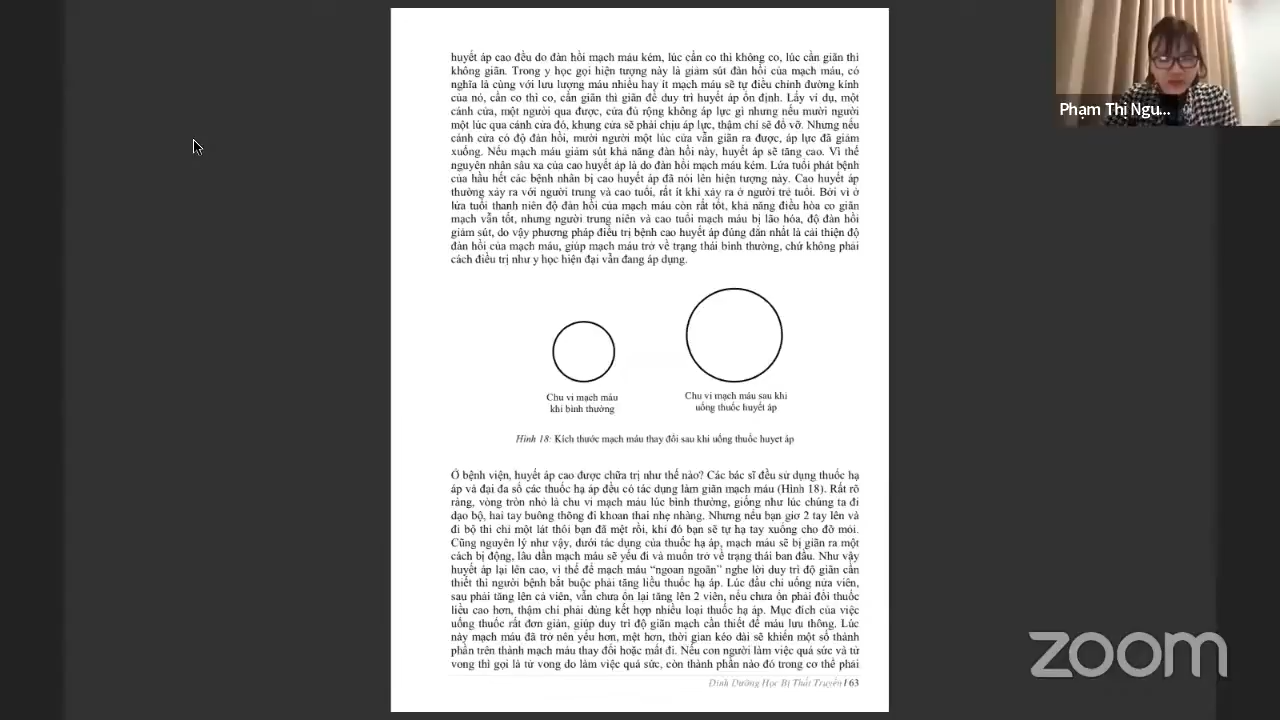 huyết áp cao đều do đàn hồi mạch máu kém, lúc cần co thì không co, lúc cần giãn thì
không giãn. Trong y học gọi hiện tượng này là giảm sút đàn hồi của mạch máu, có
nghĩa là cùng với lưu lượng máu nhiều hay ít mạch máu sẽ tự điều chỉnh đường kính
của nó, cần co thì co, cần giãn thì giãn để duy trì huyết áp ổn định. Lấy ví dụ, một
cánh cửa, một người qua được, cửa đủ rộng không áp lực gì nhưng nếu mười người
một lúc qua cánh cửa đó, khung cửa sẽ phải chịu áp lực, thậm chí sẽ đổ vỡ. Nhưng nếu
cánh cửa có độ đàn hồi, mười người một lúc cửa vẫn giãn ra được, áp lực đã giảm
xuống. Nếu mạch máu giảm sút khả năng đàn hồi này, huyết áp sẽ tăng cao. Vì thế
nguyên nhân sâu xa của cao huyết áp là do đàn hồi mạch máu kém. Lứa tuổi phát bệnh
của hầu hết các bệnh nhân bị cao huyết áp đã nói lên hiện tượng này. Cao huyết áp
thường xảy ra với người trung và cao tuổi, rất ít khi xảy ra ở người trẻ tuổi. Bởi vì ở
lứa tuổi thanh niên độ đàn hồi của mạch máu còn rất tốt, khả năng điều hòa co giãn
mạch vẫn tốt, nhưng người trung niên và cao tuổi mạch máu bị lão hóa, độ đàn hồi
giảm sút, do vậy phương pháp điều trị bệnh cao huyết áp đúng đắn nhất là cải thiện độ
đàn hồi của mạch máu, giúp mạch máu trở về trạng thái bình thường, chứ không phải
cách điều trị như y học hiện đại vẫn đang áp dụng.
Chu vi mạch máu
khi bình thường
Chu vi mạch máu sau khi
uống thuốc huyết áp
Hình 18: Kích thước mạch máu thay đổi sau khi uống thuốc huyet áp
Ở bệnh viện, huyết áp cao được chữa trị như thế nào? Các bác sĩ đều sử dụng thuốc hạ
áp và đại đa số các thuốc hạ áp đều có tác dụng làm giãn mạch máu (Hình 18). Rất rõ
ràng, vòng tròn nhỏ là chu vi mạch máu lúc bình thường, giống như lúc chúng ta đi
dạo bộ, hai tay buông thõng đi khoan thai nhẹ nhàng. Nhưng nếu bạn giơ 2 tay lên và
đi bộ thì chỉ một lát thôi bạn đã mệt rồi, khi đó bạn sẽ tự hạ tay xuống cho đỡ mỏi.
Cũng nguyên lý như vậy, dưới tác dụng của thuốc hạ áp, mạch máu sẽ bị giãn ra một
cách bị động, lâu dần mạch máu sẽ yếu đi và muốn trở về trạng thái ban đầu. Như vậy
huyết áp lại lên cao, vì thế để mạch máu “ngoan ngoãn” nghe lời duy trì độ giãn cần
thiết thì người bệnh bắt buộc phải tăng liều thuốc hạ áp. Lúc đầu chỉ uống nửa viên,
sau phải tăng lên cả viên, vẫn chưa ổn lại tăng lên 2 viên, nếu chưa ổn phải đổi thuốc
liều cao hơn, thậm chí phải dùng kết hợp nhiều loại thuốc hạ áp. Mục đích của việc
uống thuốc rất đơn giản, giúp duy trì độ giãn mạch cần thiết để máu lưu thông. Lúc
này mạch máu đã trở nên yếu hơn, mệt hơn, thời gian kéo dài sẽ khiến một số thành
phần trên thành mạch máu thay đổi hoặc mất đi. Nếu con người làm việc quá sức và tử
vong thì gọi là tử vong do làm việc quá sức, còn thành phần nào đó trong cơ thể phải
Dinh Dưỡng Học Bị Thất Truyền l 63
Phạm Thị Ngu...
zoom